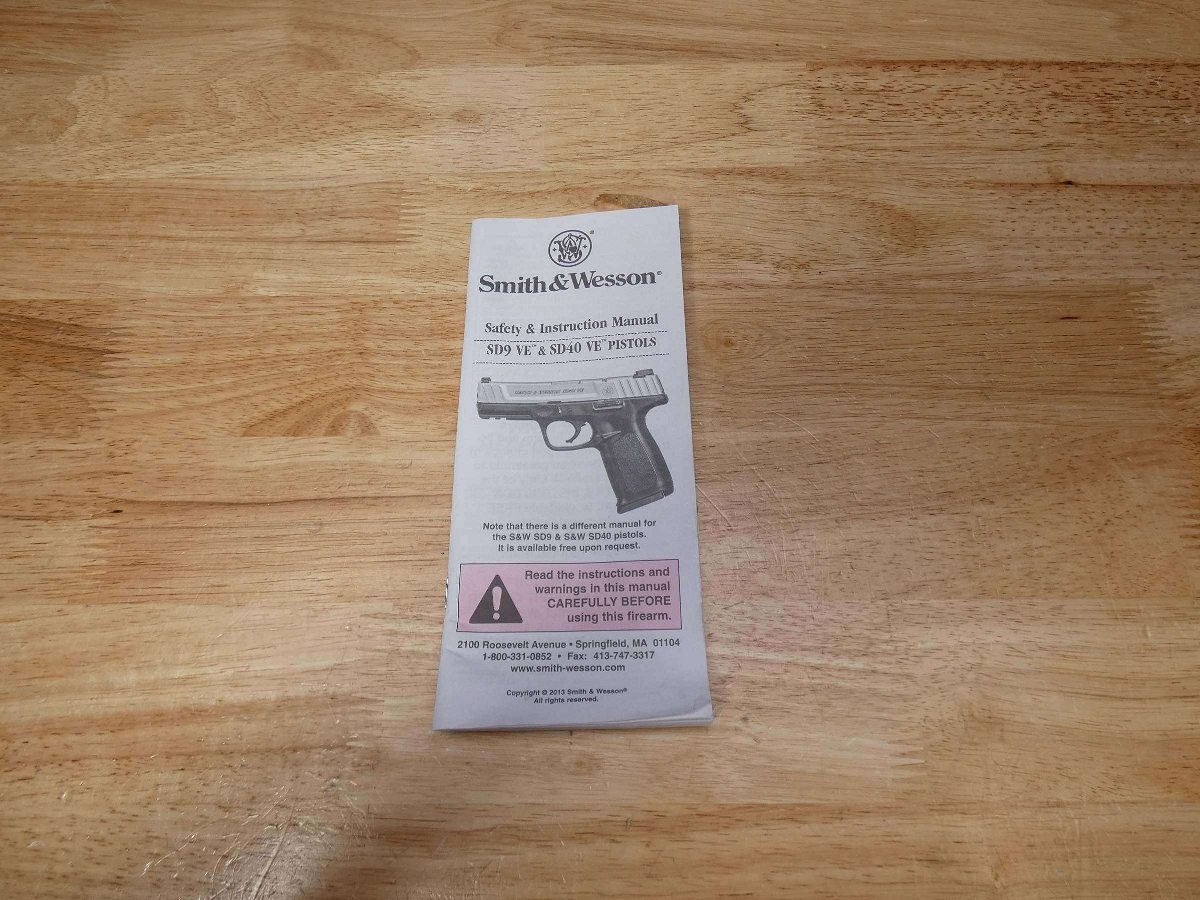 Smith & Wesson®
Safety & Instruction Manual
SD9 VE™ & SD40 VE™ PISTOLS
Note that there is a different manual for
the S&W SD9 & S&W SD40 pistols.
It is available free upon request.
Read the instructions and
warnings in this manual
CAREFULLY BEFORE
using this firearm.
2100 Roosevelt Avenue • Springfield, MA 01104
1-800-331-0852 • Fax: 413-747-3317
www.smith-wesson.com
Copyright © 2013 Smith & Wesson®
All rights reserved.